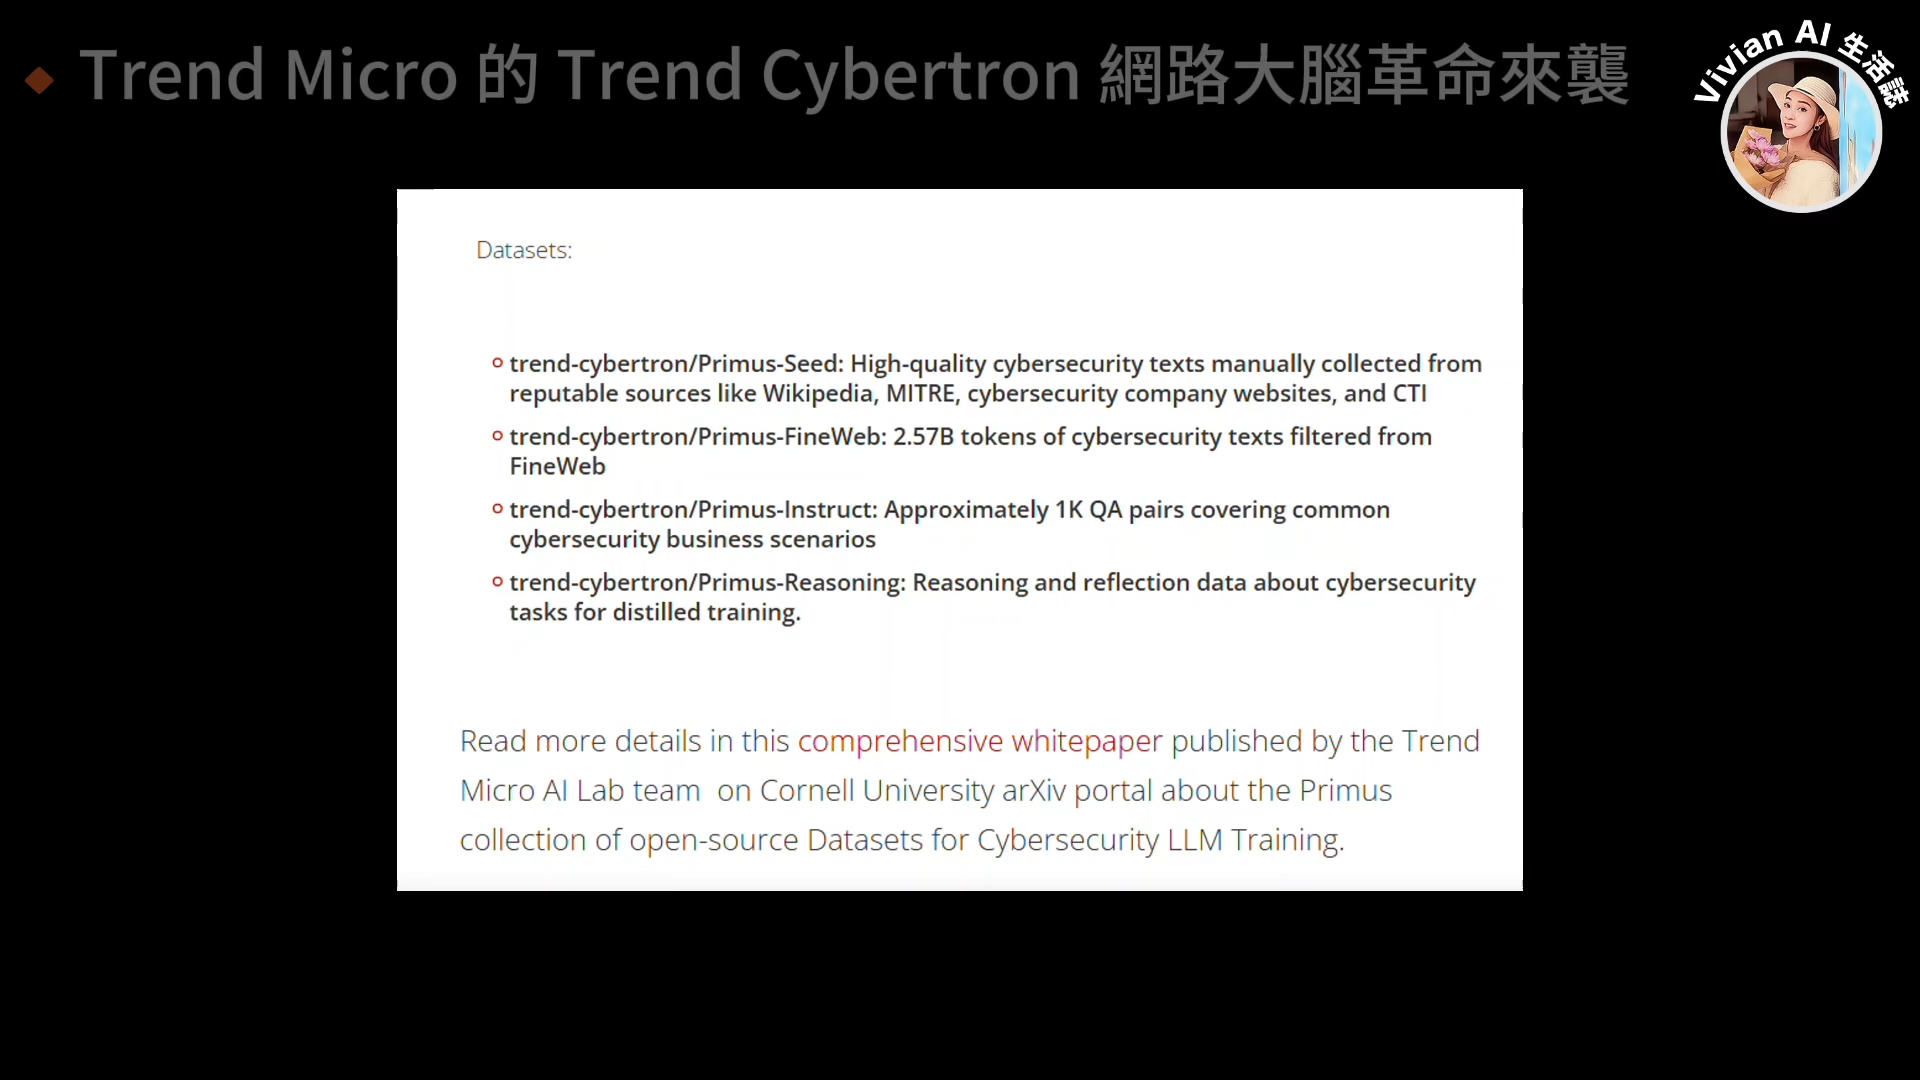 Trend Micro 的 Trend Cybertron 網路大腦革命來襲
Vivian AI 生活誌
Datasets:
trend-cybertron/Primus-Seed: High-quality cybersecurity texts manually collected from
reputable sources like Wikipedia, MITRE, cybersecurity company websites, and CTI
trend-cybertron/Primus-FineWeb: 2.57B tokens of cybersecurity texts filtered from
FineWeb
trend-cybertron/Primus-Instruct: Approximately 1K QA pairs covering common
cybersecurity business scenarios
trend-cybertron/Primus-Reasoning: Reasoning and reflection data about cybersecurity
tasks for distilled training.
Read more details in this comprehensive whitepaper published by the Trend
Micro AI Lab team  on Cornell University arXiv portal about the Primus
collection of open-source Datasets for Cybersecurity LLM Training.